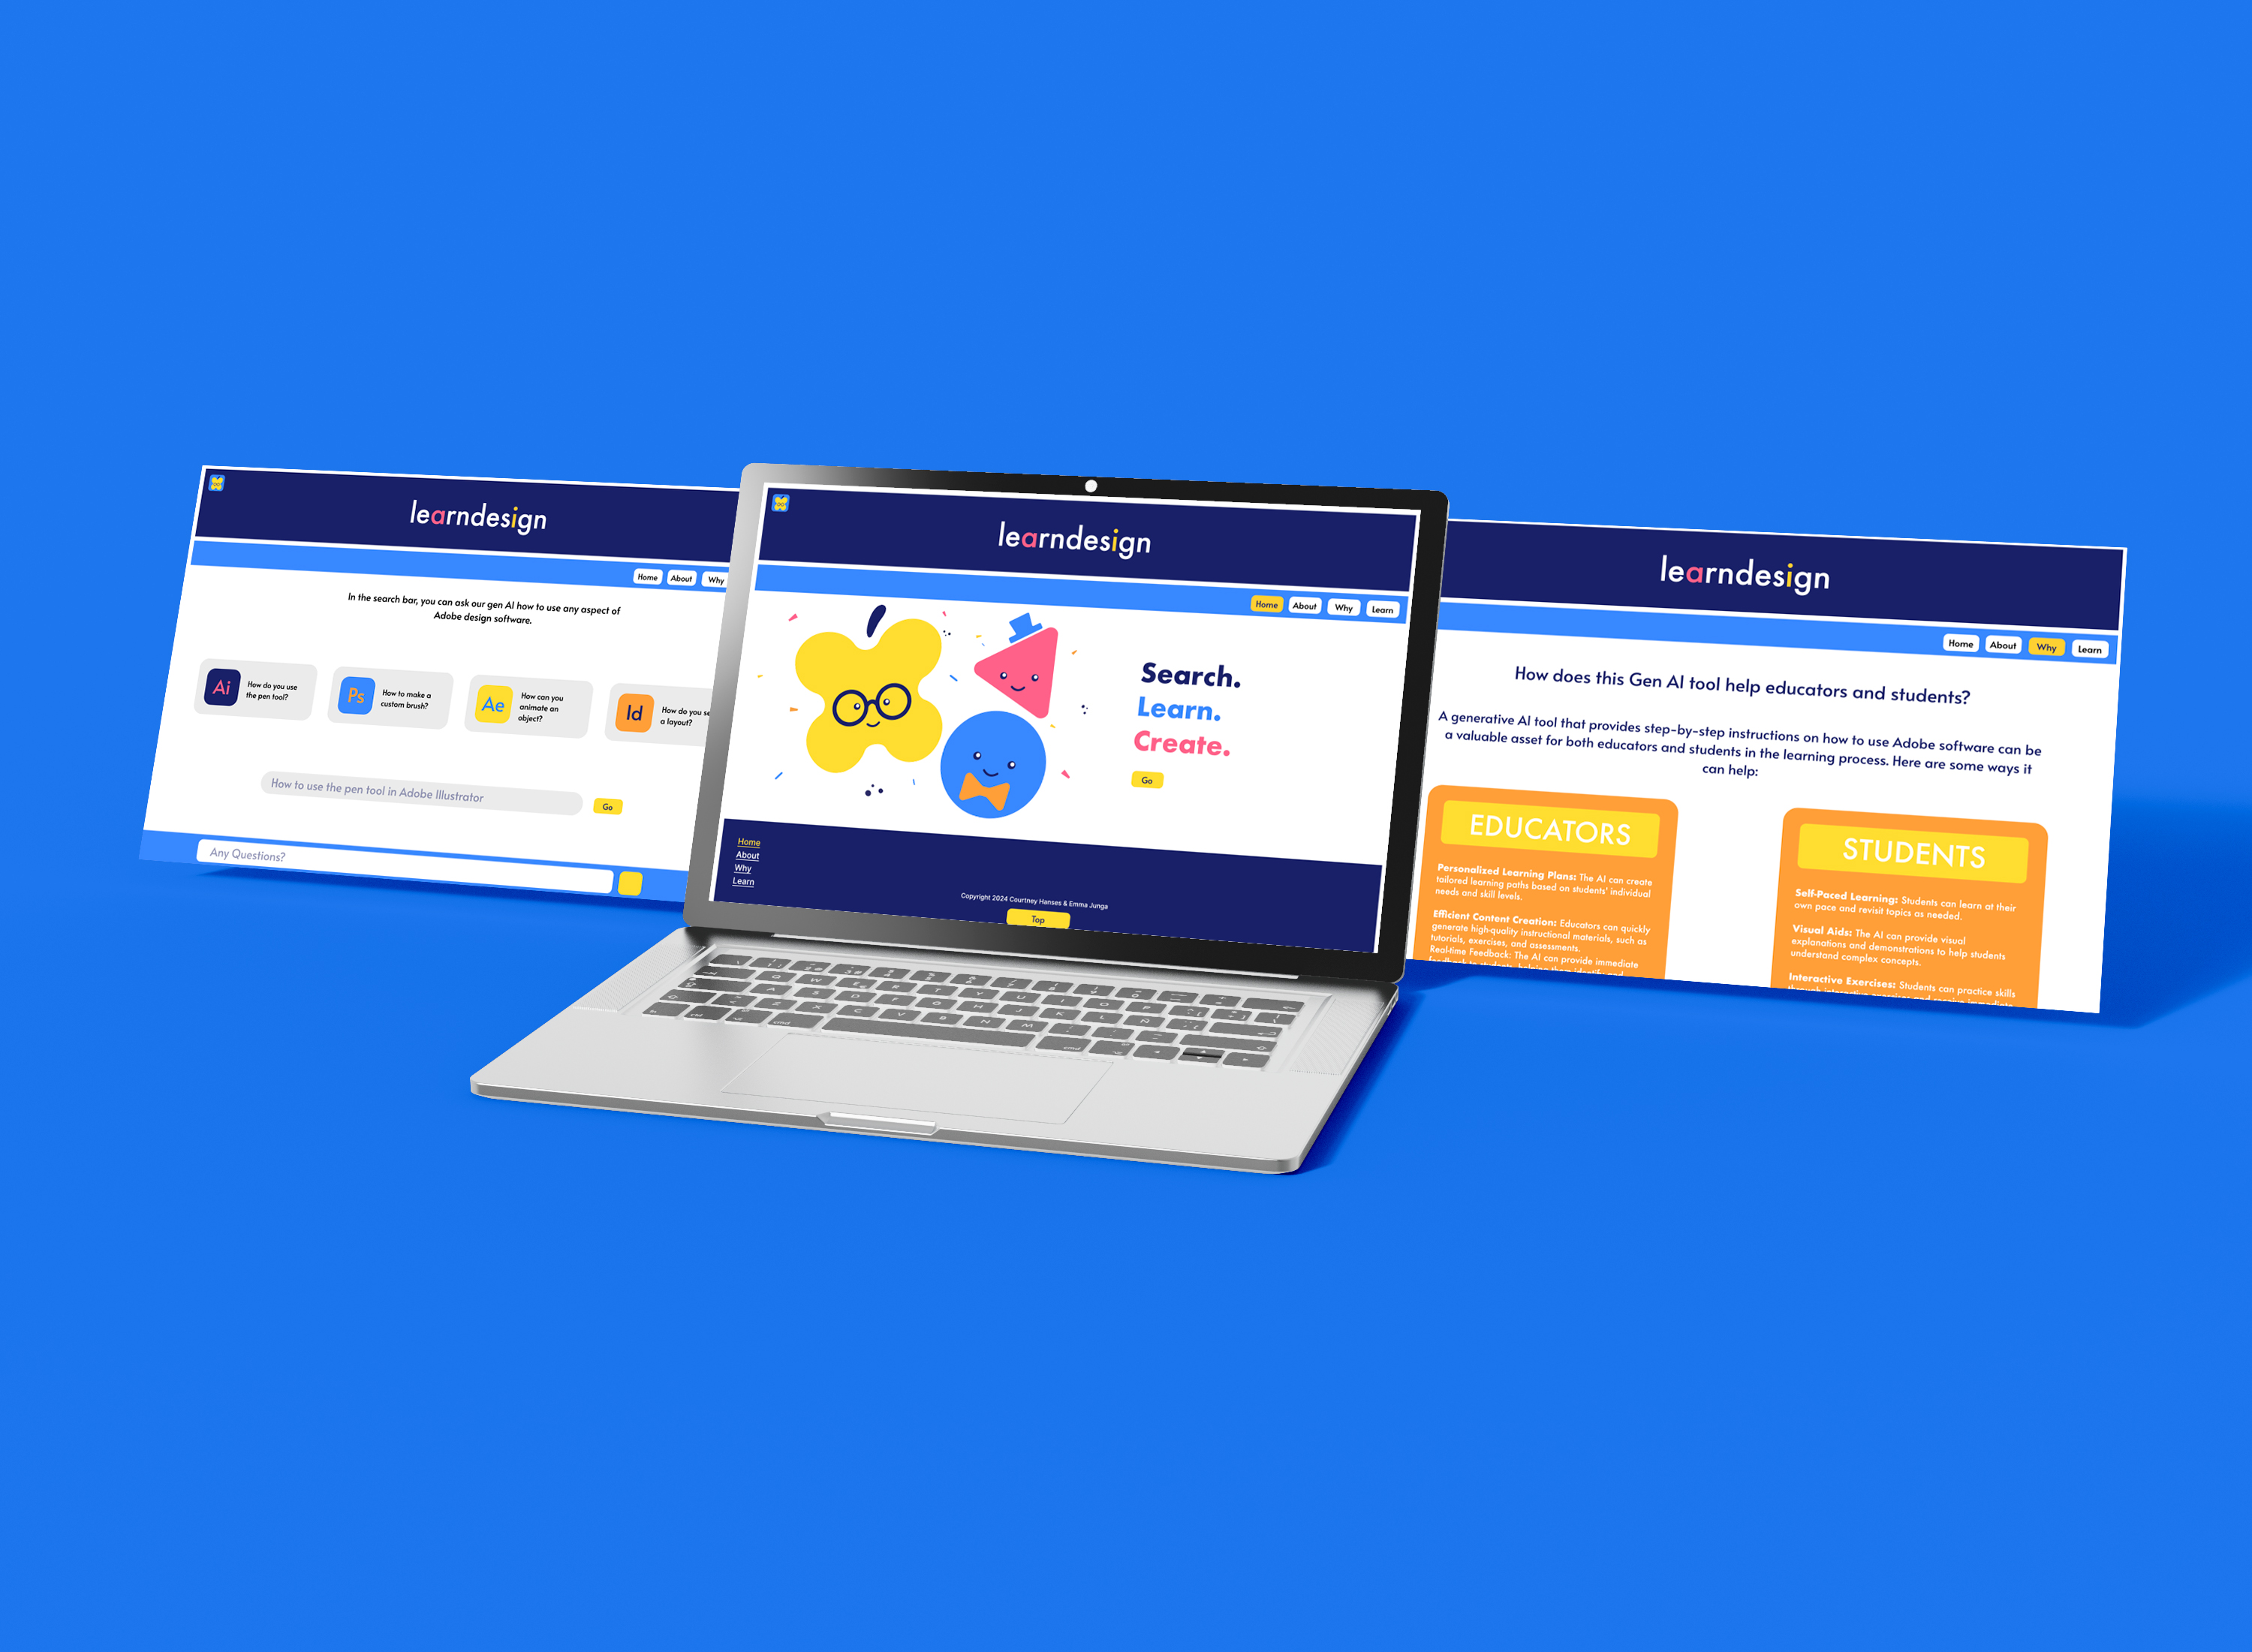 learndesign
Home About Why
In the search bar, you can ask our gen AI how to use any aspect of
Adobe design software.
Ai
How do you use
the pen tool?
Ps
How to make a
custom brush?
Ae
How can you
animate an
object?
Id
How do you se
a layout?
How to use the pen tool in Adobe Illustrator
Go
Any Questions?
learndesign
Home About Why Learn
Search.
Learn.
Create.
Go
Home
About
Why
Learn
Copyright 2024 Courtney Hanses & Emma Junga
Top
learndesign
Home About Why Learn
How does this Gen AI tool help educators and students?
A generative AI tool that provides step-by-step instructions on how to use Adobe software can be
a valuable asset for both educators and students in the learning process. Here are some ways it
can help:
EDUCATORS
Personalized Learning Plans: The AI can create
tailored learning paths based on students' individual
needs and skill levels.
Efficient Content Creation: Educators can quickly
generate high-quality instructional materials, such as
tutorials, exercises, and assessments.
Real-time Feedback: The AI can provide immediate
STUDENTS
Self-Paced Learning: Students can learn at their
own pace and revisit topics as needed.
Visual Aids: The AI can provide visual
explanations and demonstrations to help students
understand complex concepts.
Interactive Exercises: Students can practice skills